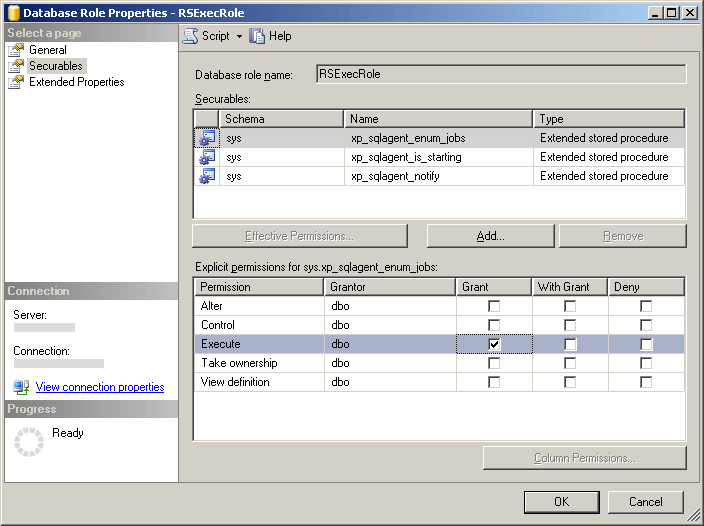 Database Role Properties - RSExecRole
Select a page
General
Securables
Extended Properties
Script Help
Database role name: RSExecRole
Securables:
Schema Name Type
sys xp_sqlagent_enum_jobs Extended stored procedure
sys xp_sqlagent_is_starting Extended stored procedure
sys xp_sqlagent_notify Extended stored procedure
Effective Permissions... Add... Remove
Explicit permissions for sys.xp_sqlagent_enum_jobs:
Permission Grantor Grant With Grant Deny
Alter dbo
Control dbo
Execute dbo
Take ownership dbo
View definition dbo
Column Permissions...
Connection
Server:
Connection:
View connection properties
Progress
Ready
OK Cancel